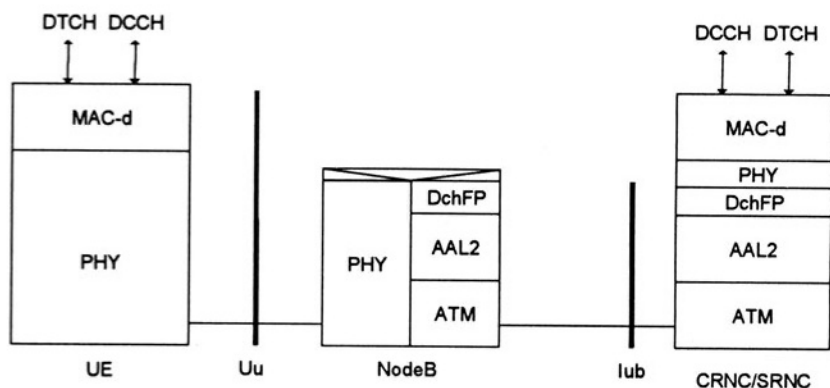 DTCH DCCH
DCCH DTCH
MAC-d
MAC-d
PHY
DchFP
DchFP
PHY
PHY
AAL2
AAL2
ATM
ATM
UE
Uu
NodeB
Iub
CRNC/SRNC